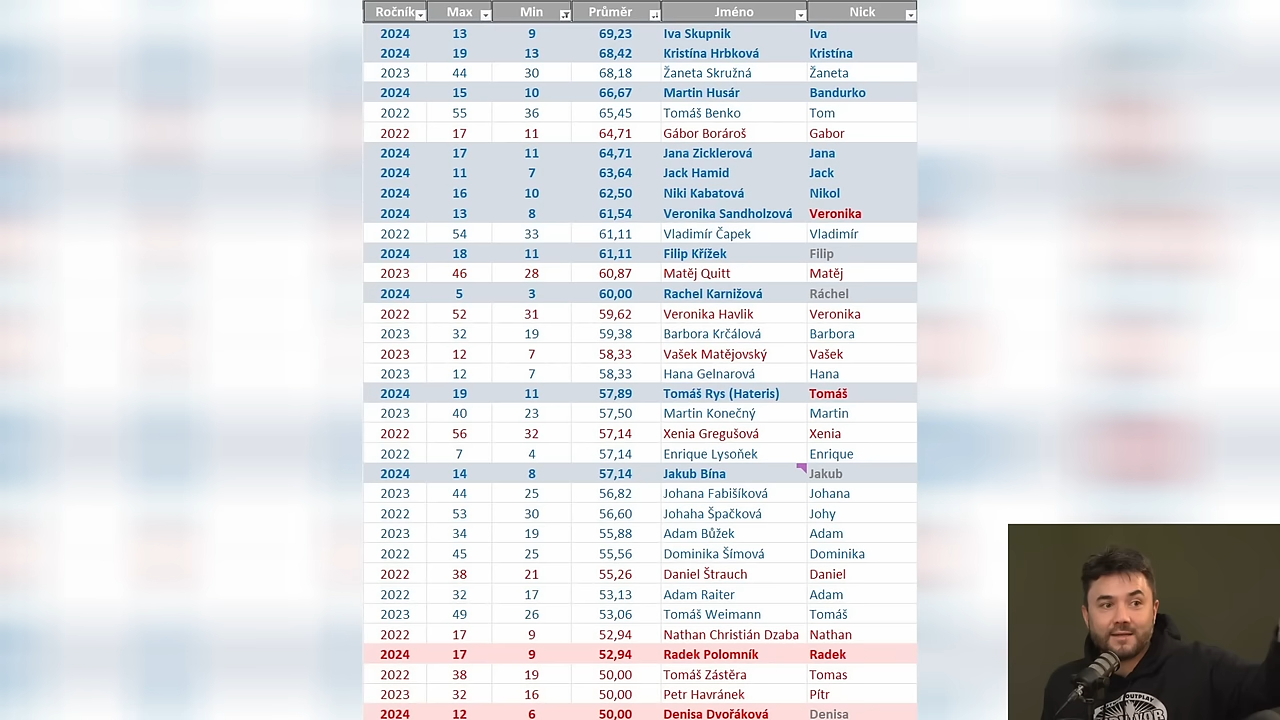 Ročník Max Min Průměr Jméno Nick
2024 13 9 69,23 Iva Skupnik Iva
2024 19 13 68,42 Kristína Hrbková Kristína
2023 44 30 68,18 Žaneta Skružná Žaneta
2024 15 10 66,67 Martin Husár Bandurko
2022 55 36 65,45 Tomáš Benko Tom
2022 17 11 64,71 Gábor Boráros̆ Gabor
2024 17 11 64,71 Jana Zicklerová Jana
2024 11 7 63,64 Jack Hamid Jack
2024 16 10 62,50 Niki Kabatová Nikol
2024 13 8 61,54 Veronika Sandholzová Veronika
2022 54 33 61,11 Vladimír Čapek Vladimír
2024 18 11 61,11 Filip Křížek Filip
2023 46 28 60,87 Matěj Quitt Matěj
2024 5 3 60,00 Rachel Karnižová Ráchel
2022 52 31 59,62 Veronika Havlik Veronika
2023 32 19 59,38 Barbora Krčálová Barbora
2023 12 7 58,33 Vašek Matějovský Vašek
2023 12 7 58,33 Hana Gelnarová Hana
2024 19 11 57,89 Tomáš Rys (Hateris) Tomáš
2023 40 23 57,50 Martin Konečný Martin
2022 56 32 57,14 Xenia Gregušová Xenia
2022 7 4 57,14 Enrique Lysoňek Enrique
2024 14 8 57,14 Jakub Bína Jakub
2023 44 25 56,82 Johana Fabišíková Johana
2022 53 30 56,60 Johaha Špačková Johy
2023 34 19 55,88 Adam Bůžek Adam
2022 45 25 55,56 Dominika Šímová Dominika
2022 38 21 55,26 Daniel Štrauch Daniel
2022 32 17 53,13 Adam Raiter Adam
2023 49 26 53,06 Tomáš Weimann Tomáš
2022 17 9 52,94 Nathan Christián Dzaba Nathan
2024 17 9 52,94 Radek Polomník Radek
2022 38 19 50,00 Tomáš Zástěra Tomas
2023 32 16 50,00 Petr Havránek Pítr
2024 12 6 50,00 Denisa Dvořáková Denisa
OUTPLAY